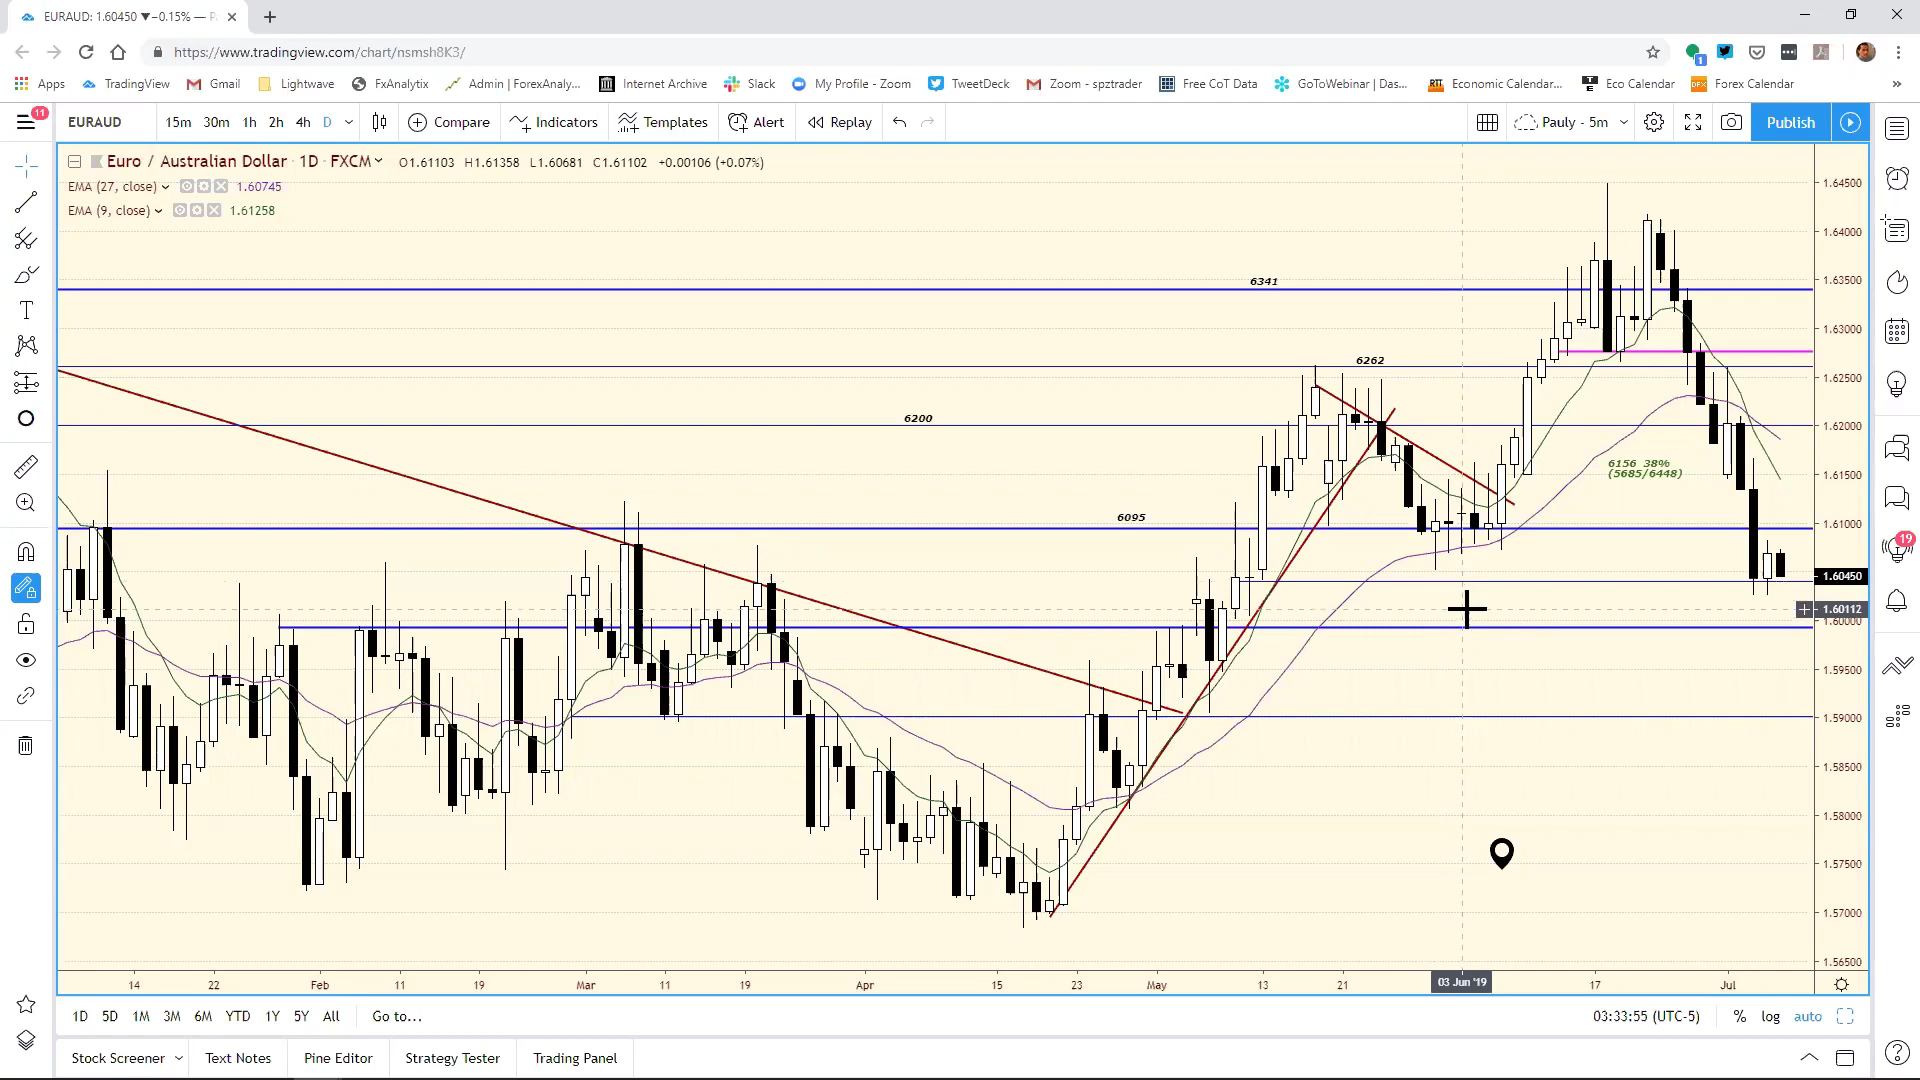 EURAUD: 1.60450 ▼−0.15% — P
https://www.tradingview.com/chart/nsmsh8K3/
1
Apps TradingView Gmail Lightwave FxAnalytix Admin | ForexAnaly... Internet Archive Slack My Profile - Zoom TweetDeck Zoom - spztrader Free CoT Data GoToWebinar | Das... Economic Calendar... Eco Calendar Forex Calendar »
11 EURAUD 15m 30m 1h 2h 4h D Compare Indicators Templates Alert Replay Pauly - 5m Publish
Euro / Australian Dollar · 1D · FXCM O1.61103 H1.61358 L1.60681 C1.61102 +0.00106 (+0.07%)
EMA (27, close) 1.60745
EMA (9, close) 1.61258
1.64500
1.64000
6341
1.63500
1.63000
6262
1.62500
6200
1.62000
6156 38%
(5685/6448)
1.61500
6095
1.61000
19
1.60450
1.60112
1.60000
1.59500
1.59000
1.58500
1.58000
1.57500
1.57000
1.56500
14 22 Feb 11 19 Mar 11 19 Apr 15 23 May 13 21 03 Jun '19 17 Jul
1D 5D 1M 3M 6M YTD 1Y 5Y All Go to... 03:33:55 (UTC-5) % log auto
Stock Screener Text Notes Pine Editor Strategy Tester Trading Panel